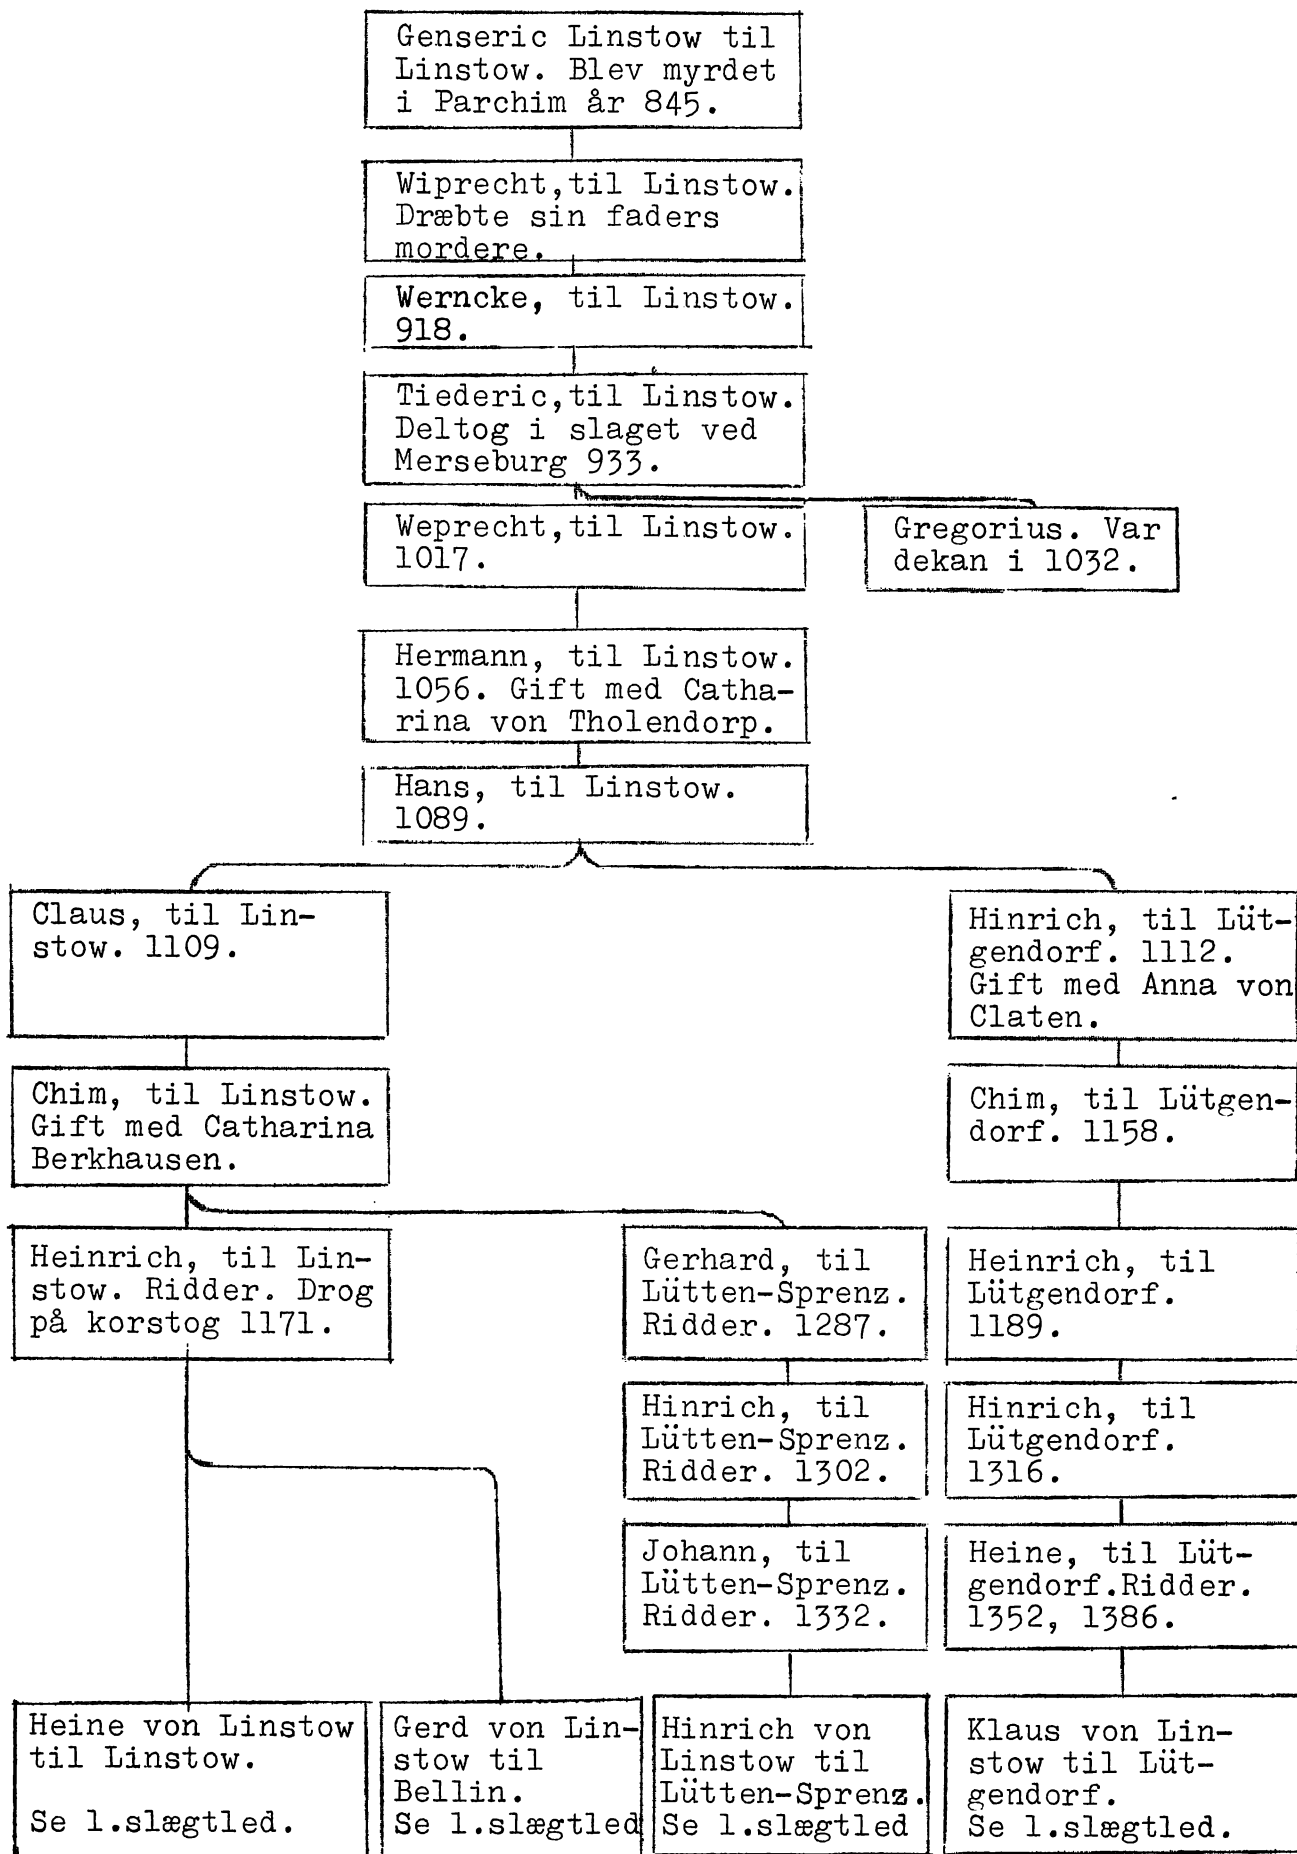 Genseric Linstow til
Linstow. Blev myrdet
i Parchim år 845.
Wiprecht,til Linstow.
Dræbte sin faders
mordere.
Werncke, til Linstow.
918.
Tiederic,til Linstow.
Deltog i slaget ved
Merseburg 933.
Weprecht,til Linstow.
1017.
Gregorius. Var
dekan i 1032.
Hermann, til Linstow.
1056. Gift med Catha-
rina von Tholendorp.
Hans, til Linstow.
1089.
Claus, til Lin-
stow. 1109.
Hinrich, til Lüt-
gendorf. 1112.
Gift med Anna von
Claten.
Chim, til Linstow.
Gift med Catharina
Berkhausen.
Chim, til Lütgen-
dorf. 1158.
Heinrich, til Lin-
stow. Ridder. Drog
på korstog 1171.
Gerhard, til
Lütten-Sprenz.
Ridder. 1287.
Heinrich, til
Lütgendorf.
1189.
Hinrich, til
Lütten-Sprenz.
Ridder. 1302.
Hinrich, til
Lütgendorf.
1316.
Johann, til
Lütten-Sprenz.
Ridder. 1332.
Heine, til Lüt-
gendorf.Ridder.
1352, 1386.
Heine von Linstow
til Linstow.
Se 1.slægtled.
Gerd von Lin-
stow til
Bellin.
Se 1.slægtled
Hinrich von
Linstow til
Lütten-Sprenz.
Se 1.slægtled
Klaus von Lin-
stow til Lüt-
gendorf.
Se 1.slægtled.